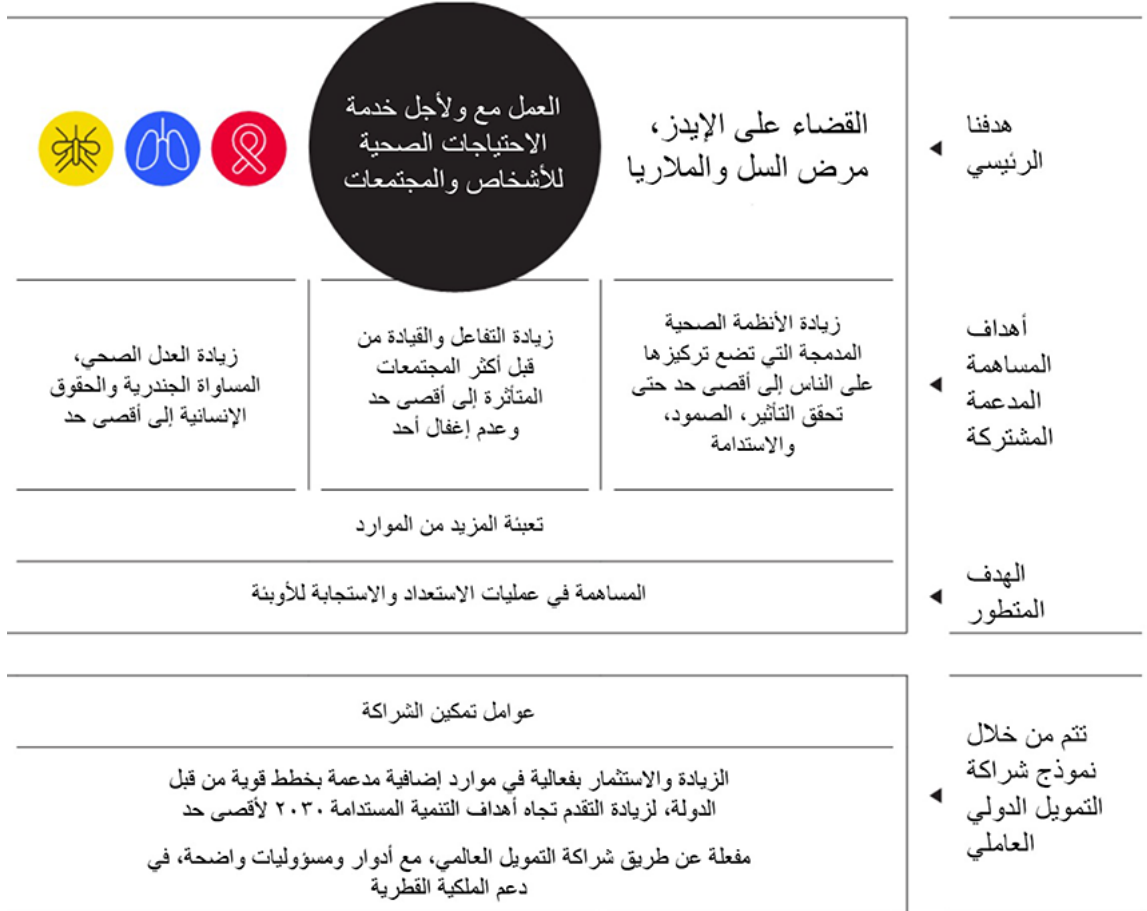 هدفنا
الرئيسي
القضاء على الإيدز،
مرض السل والملاريا
العمل مع ولأجل خدمة
الاحتياجات الصحية
للأشخاص والمجتمعات
أهداف
المساهمة
المدعمة
المشتركة
زيادة الأنظمة الصحية
المدمجة التي تضع تركيزها
على الناس إلى أقصى حد حتى
تحقق التأثير، الصمود،
والاستدامة
زيادة التفاعل والقيادة من
قبل أكثر المجتمعات
المتأثرة إلى أقصى حد
وعدم إغفال أحد
زيادة العدل الصحي،
المساواة الجندرية والحقوق
الإنسانية إلى أقصى حد
تعبئة المزيد من الموارد
الهدف
المتطور
المساهمة في عمليات الاستعداد والاستجابة للأوبئة
تتم من خلال
نموذج شراكة
التمويل الدولي
العاملي
عوامل تمكين الشراكة
الزيادة والاستثمار بفعالية في موارد إضافية مدعمة بخطط قوية من قبل
الدولة، لزيادة التقدم تجاه أهداف التنمية المستدامة ٢٠٣٠ لأقصى حد
مفعلة عن طريق شراكة التمويل العالمي، مع أدوار ومسؤوليات واضحة، في
دعم الملكية القطرية